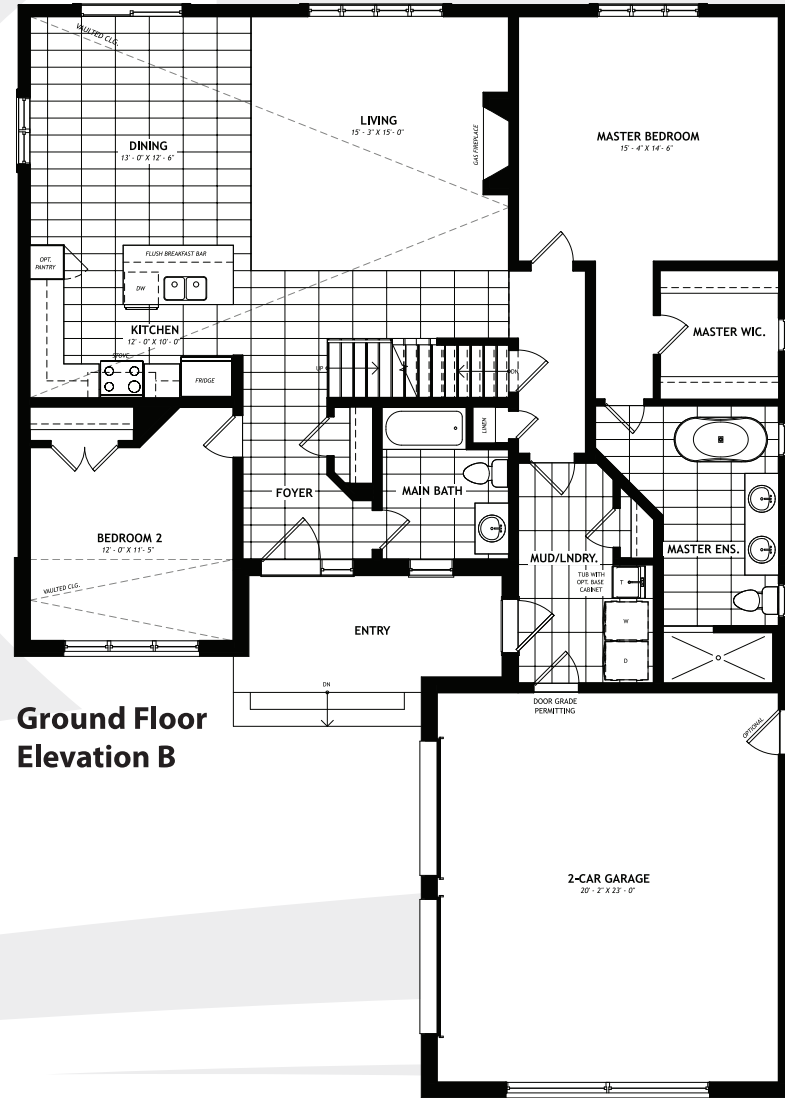 VAULTED CLG.
LIVING
15' - 3" X 15'- 0"
GAS FIREPLACE
MASTER BEDROOM
15' - 4" X 14'- 6"
DINING
13' - 0" X 12' - 6"
OPT.
PANTRY
FLUSH BREAKFAST BAR
DW
KITCHEN
12' - 0" X 10'- 0"
STOVE
FRIDGE
UP
DN
MASTER WIC.
LINEN
FOYER
MAIN BATH
BEDROOM 2
12' - 0" X 11'- 5"
VAULTED CLG.
MUD/LNDRY.
TUB WITH
OPT. BASE
CABINET
T
W
D
MASTER ENS.
ENTRY
DN
DOOR GRADE
PERMITTING
OPTIONAL
Ground Floor
Elevation B
2-CAR GARAGE
20' - 2" X 23' - 0"